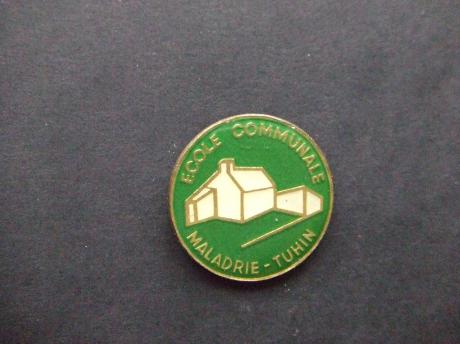 ECOLE COMMUNALE
MALADRIE - TUHIN